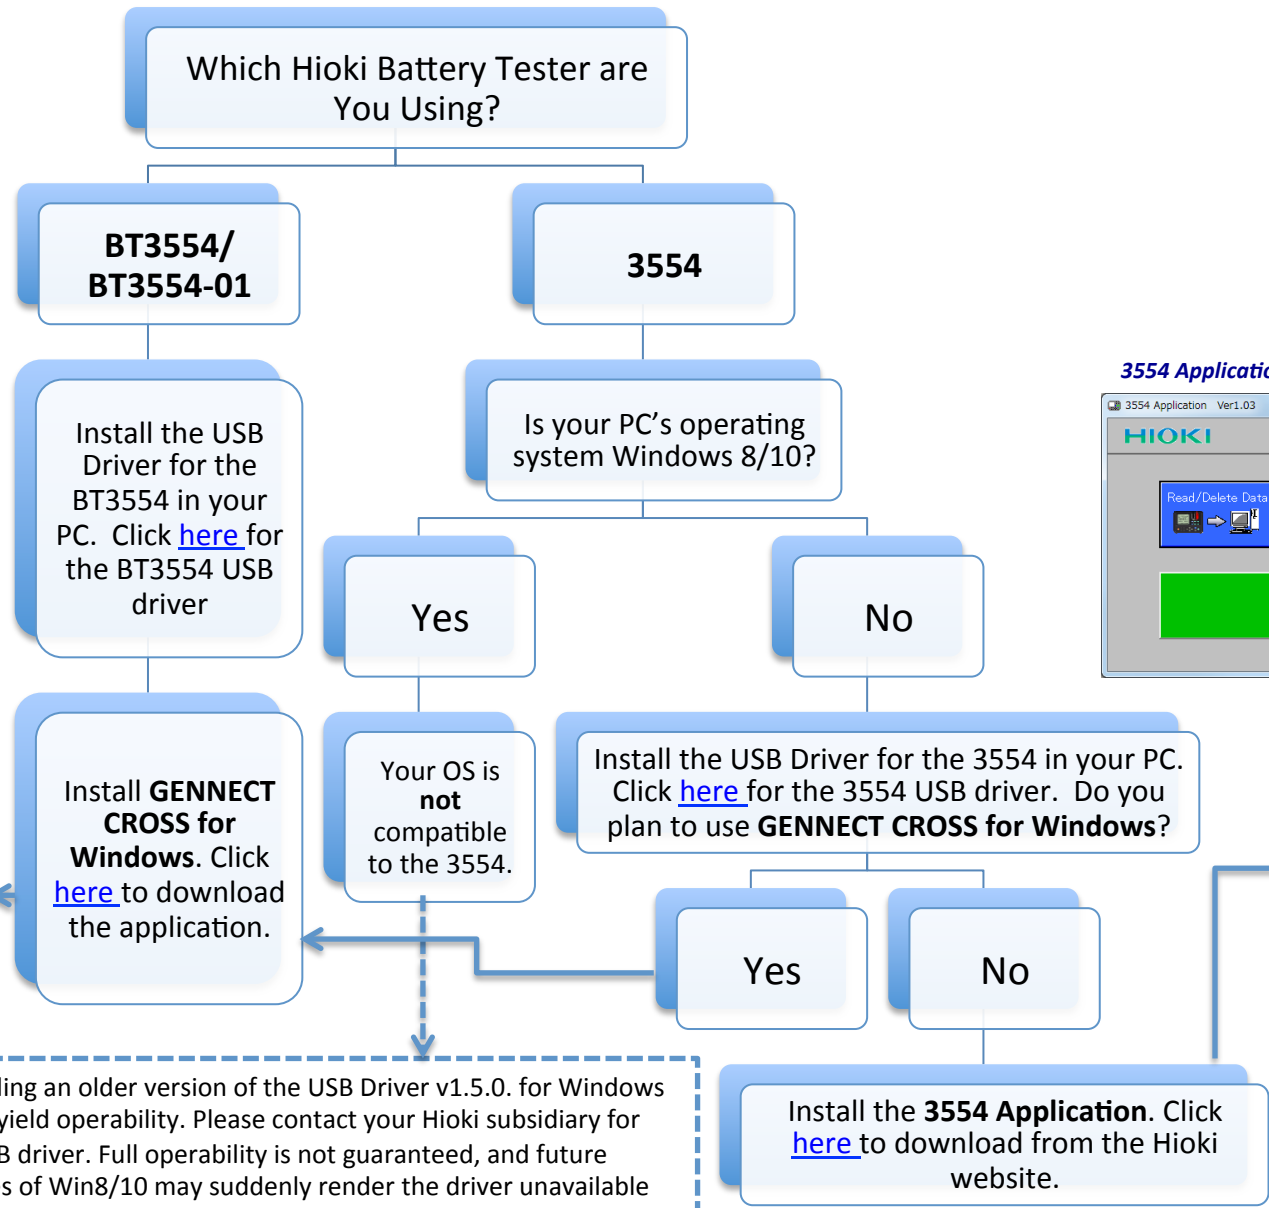 Which Hioki Battery Tester are
You Using?
BT3554/
BT3554-01
3554
Install the USB
Driver for the
BT3554 in your
PC.  Click here for
the BT3554 USB
driver
Is your PC's operating
system Windows 8/10?
3554 Applicatio
3554 Application Ver1.03
HIOKI
Read/Delete Data
Yes
No
Install GENNECT
CROSS for
Windows. Click
here to download
the application.
Your OS is
not
compatible
to the 3554.
Install the USB Driver for the 3554 in your PC.
Click here for the 3554 USB driver.  Do you
plan to use GENNECT CROSS for Windows?
Yes
No
ling an older version of the USB Driver v1.5.0. for Windows
yield operability. Please contact your Hioki subsidiary for
B driver. Full operability is not guaranteed, and future
es of Win8/10 may suddenly render the driver unavailable
Install the 3554 Application. Click
here to download from the Hioki
website.